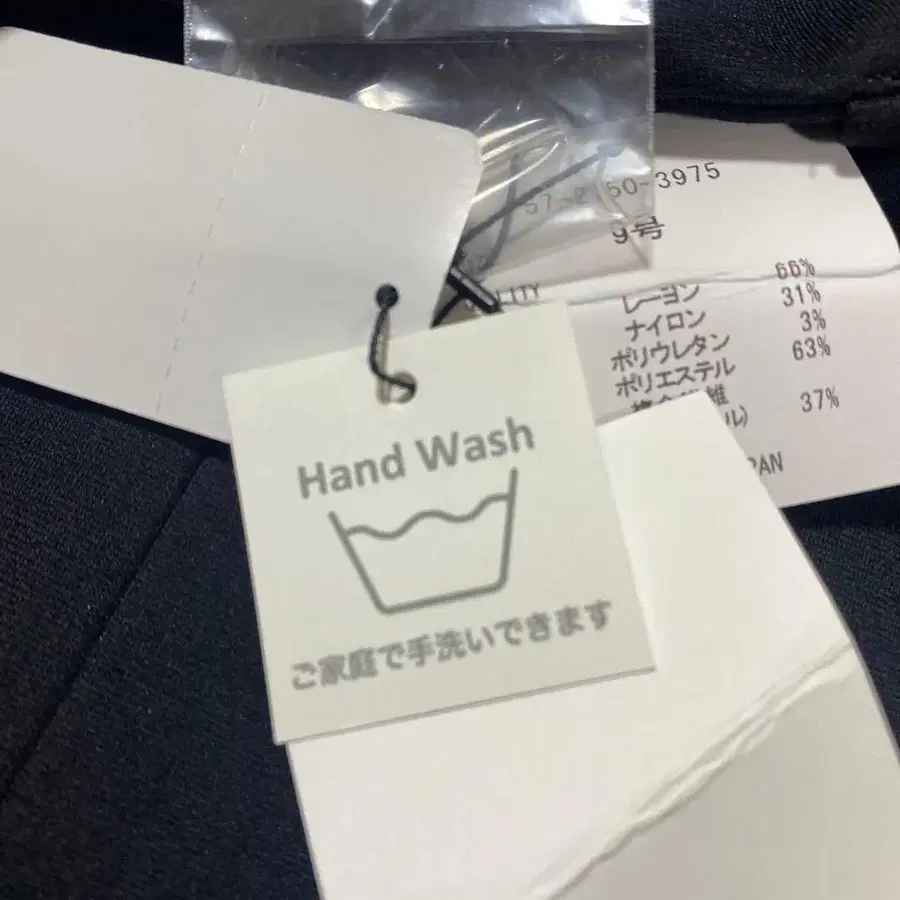 50-3975
9号
LITY
レーヨン 66%
ナイロン 31%
ポリウレタン 3%
ポリエステル 63%
37%
ル)
PAN
Hand Wash
ご家庭で手洗いできます